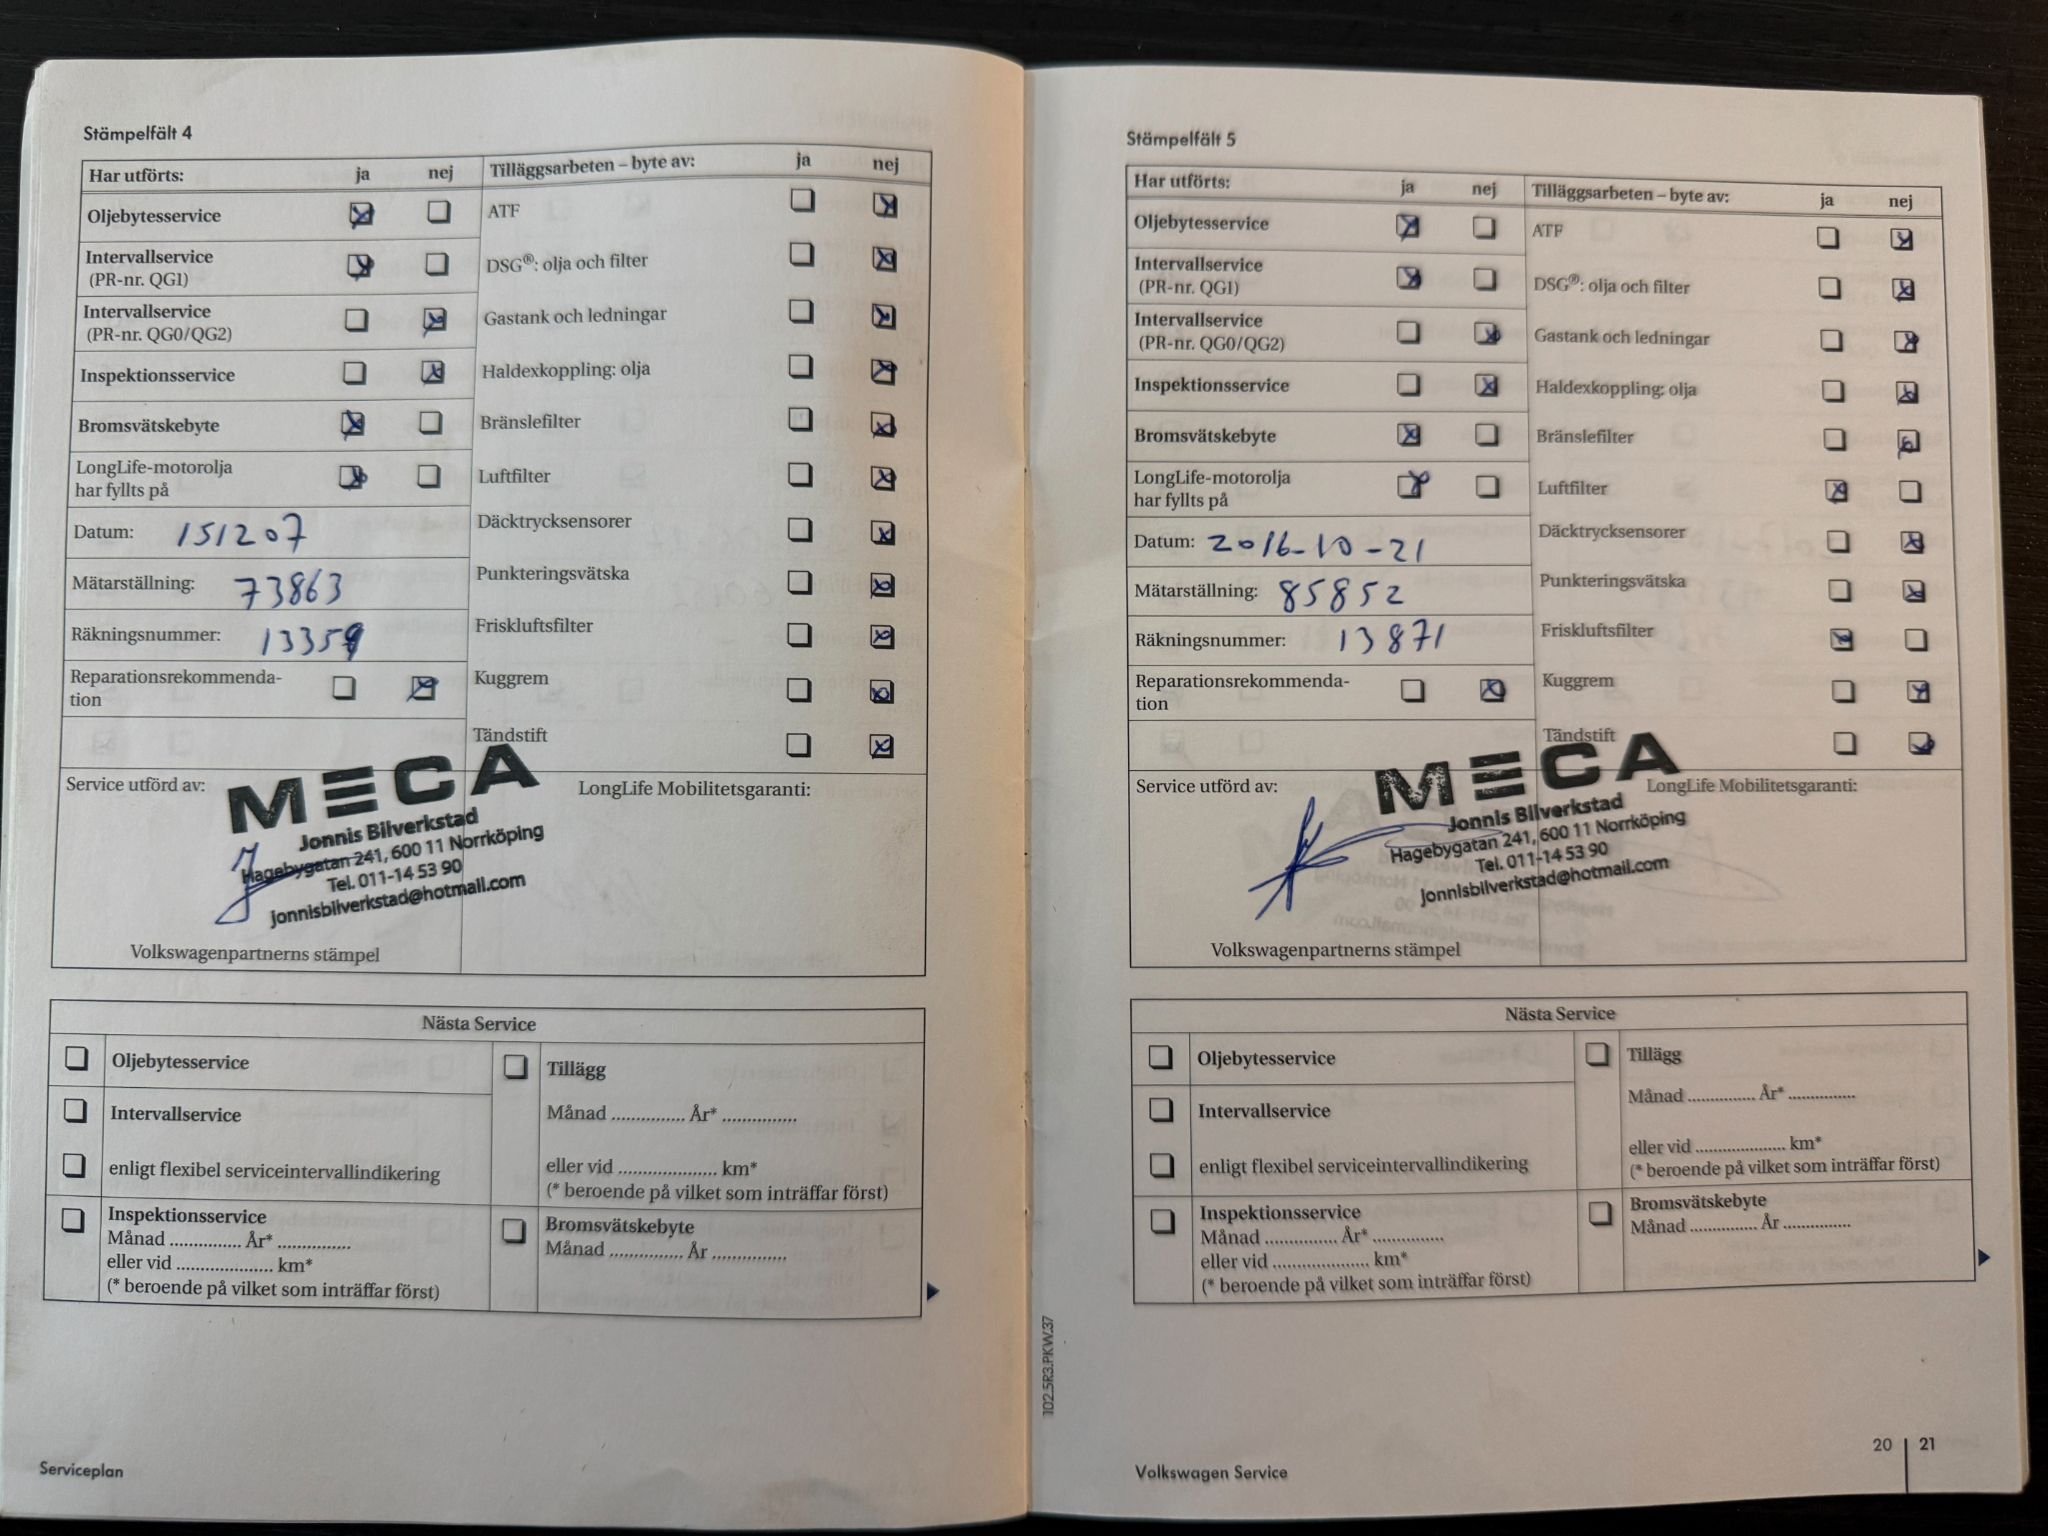 Stämpelfält 4
Har utförts: ja nej
Oljebytesservice
Intervallservice
(PR-nr. QG1)
Intervallservice
(PR-nr. QG0/QG2)
Inspektionsservice
Bromsvätskebyte
LongLife-motorolja
har fyllts på
Datum: 151207
Mätarställning: 73863
Räkningsnummer: 13359
Reparationsrekommenda-
tion
Tilläggsarbeten – byte av: ja nej
ATF
DSG®: olja och filter
Gastank och ledningar
Haldexkoppling: olja
Bränslefilter
Luftfilter
Däcktrycksensorer
Punkteringsvätska
Friskluftsfilter
Kuggrem
Tändstift
Service utförd av:
MECA
Jonnis Bilverkstad
Hagebygatan 241, 600 11 Norrköping
Tel. 011-14 53 90
jonnisbilverkstad@hotmail.com
Volkswagenpartnerns stämpel
LongLife Mobilitetsgaranti:
Nästa Service
Oljebytesservice
Intervallservice
enligt flexibel serviceintervallindikering
Inspektionsservice
Månad ............... År* ...............
eller vid .................... km*
(* beroende på vilket som inträffar först)
Tillägg
Månad ............... År* ...............
eller vid .................... km*
(* beroende på vilket som inträffar först)
Bromsvätskebyte
Månad ............... År ...............
Serviceplan
Stämpelfält 5
Har utförts: ja nej
Oljebytesservice
Intervallservice
(PR-nr. QG1)
Intervallservice
(PR-nr. QG0/QG2)
Inspektionsservice
Bromsvätskebyte
LongLife-motorolja
har fyllts på
Datum: 2016-10-21
Mätarställning: 85852
Räkningsnummer: 13871
Reparationsrekommenda-
tion
Tilläggsarbeten – byte av: ja nej
ATF
DSG®: olja och filter
Gastank och ledningar
Haldexkoppling: olja
Bränslefilter
Luftfilter
Däcktrycksensorer
Punkteringsvätska
Friskluftsfilter
Kuggrem
Tändstift
Service utförd av:
MECA
Jonnis Bilverkstad
Hagebygatan 241, 600 11 Norrköping
Tel. 011-14 53 90
jonnisbilverkstad@hotmail.com
Volkswagenpartnerns stämpel
LongLife Mobilitetsgaranti:
Nästa Service
Oljebytesservice
Intervallservice
enligt flexibel serviceintervallindikering
Inspektionsservice
Månad ............... År* ...............
eller vid .................... km*
(* beroende på vilket som inträffar först)
Tillägg
Månad ............... År* ...............
eller vid .................... km*
(* beroende på vilket som inträffar först)
Bromsvätskebyte
Månad ............... År ...............
102.5R3.PKW.37
Volkswagen Service
20 21